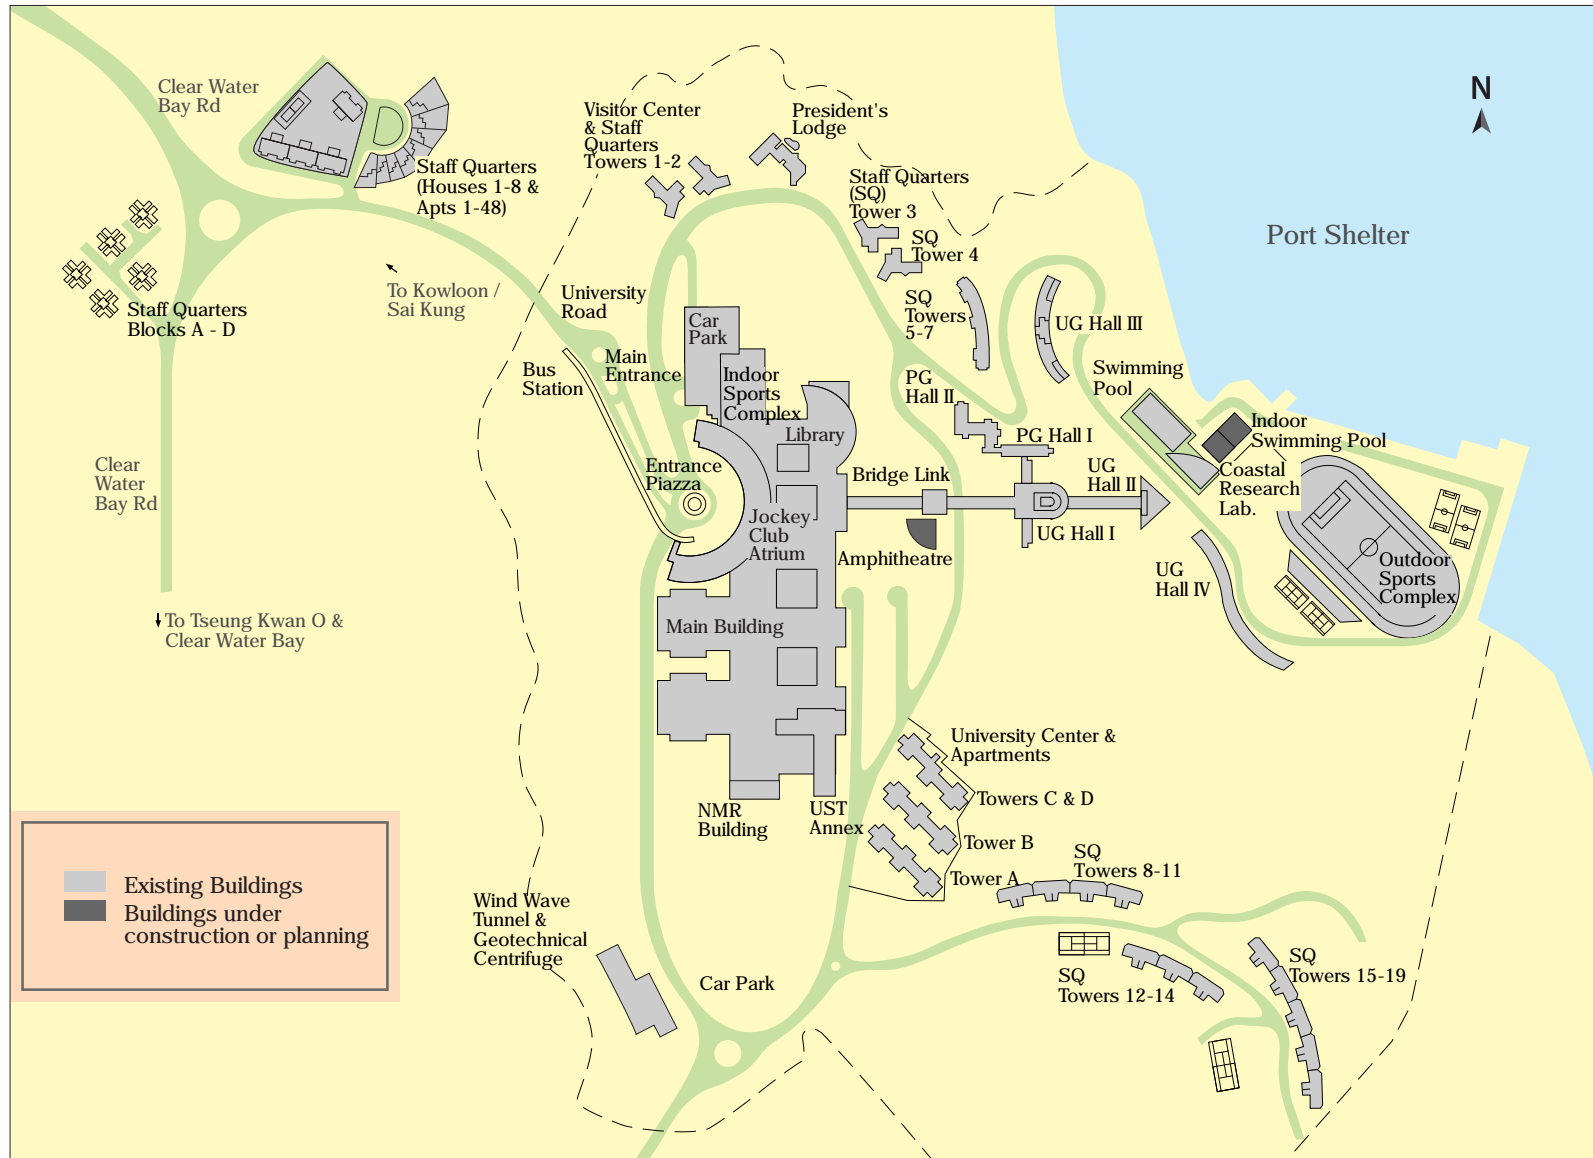 Clear Water
Bay Rd
Visitor Center
& Staff
Quarters
Towers 1-2
President's
Lodge
N
Staff Quarters
(Houses 1-8 &
Apts 1-48)
Staff Quarters
(SQ)
Tower 3
SQ
Tower 4
Port Shelter
To Kowloon /
Sai Kung
University
Road
Staff Quarters
Blocks A - D
SQ
Towers
5-7
UG Hall III
Car
Park
Main
Entrance
Bus
Station
Indoor
Sports
Complex
PG
Hall II
Swimming
Pool
Library
PG Hall I
Indoor
Swimming Pool
Clear
Water
Bay Rd
Entrance
Piazza
Bridge Link
UG
Hall II
Coastal
Research
Lab.
Jockey
Club
Atrium
UG Hall I
Amphitheatre
UG
Hall IV
Outdoor
Sports
Complex
To Tseung Kwan O &
Clear Water Bay
Main Building
University Center &
Apartments
Towers C & D
NMR
Building
UST
Annex
Tower B
Tower A
SQ
Towers 8-11
Existing Buildings
Buildings under
construction or planning
Wind Wave
Tunnel &
Geotechnical
Centrifuge
Car Park
SQ
Towers 12-14
SQ
Towers 15-19